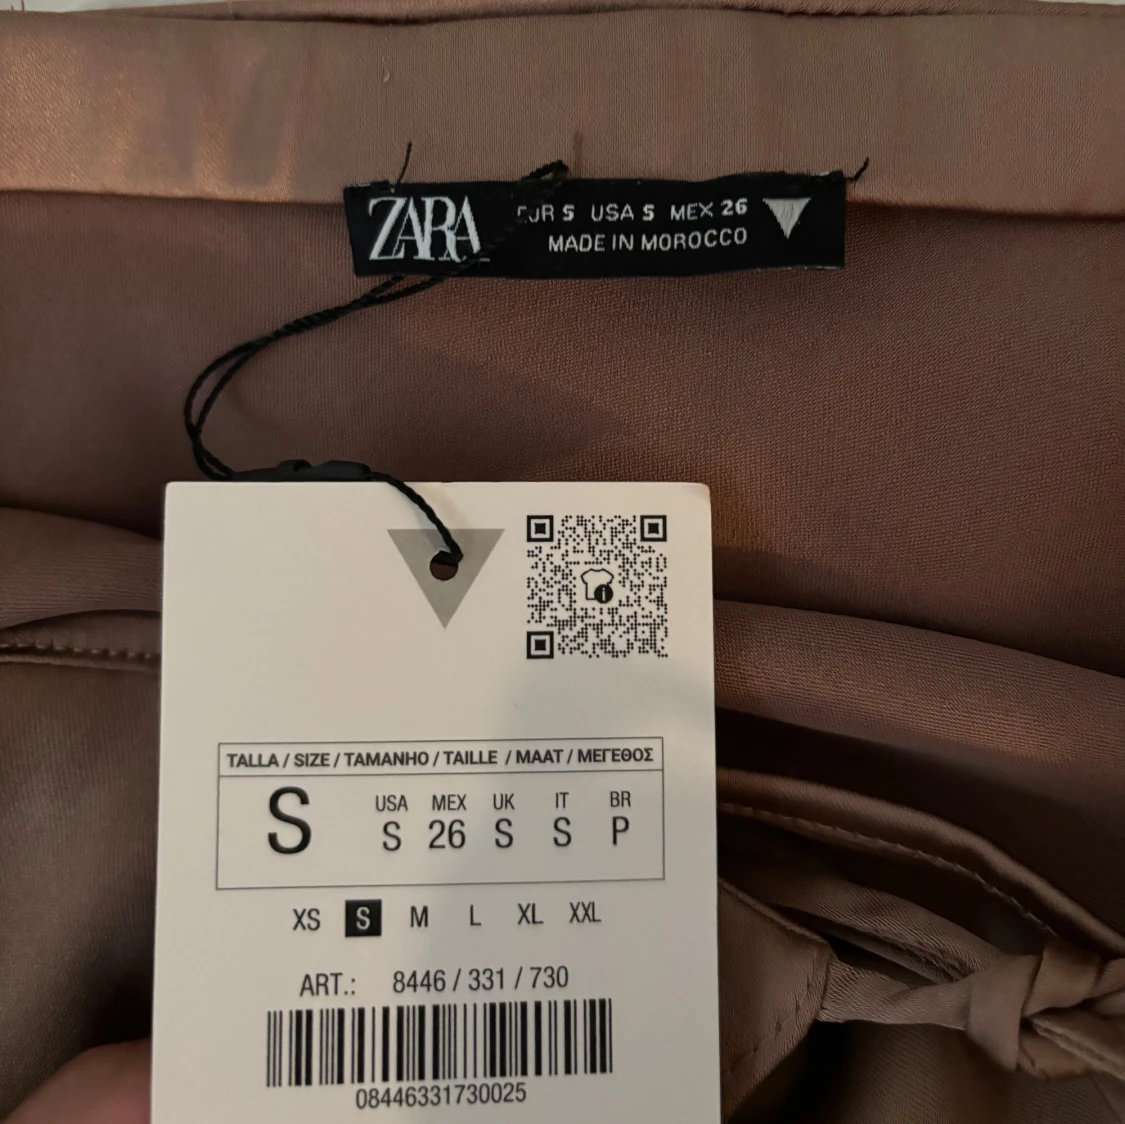 ZARA
EUR S USA S MEX 26
MADE IN MOROCCO
TALLA / SIZE / TAMANHO / TAILLE / MAAT / ΜΕΓΕΘΟΣ
S
USA MEX UK IT BR
S 26 S S P
XS S M L XL XXL
ART.: 8446 / 331 / 730
08446331730025